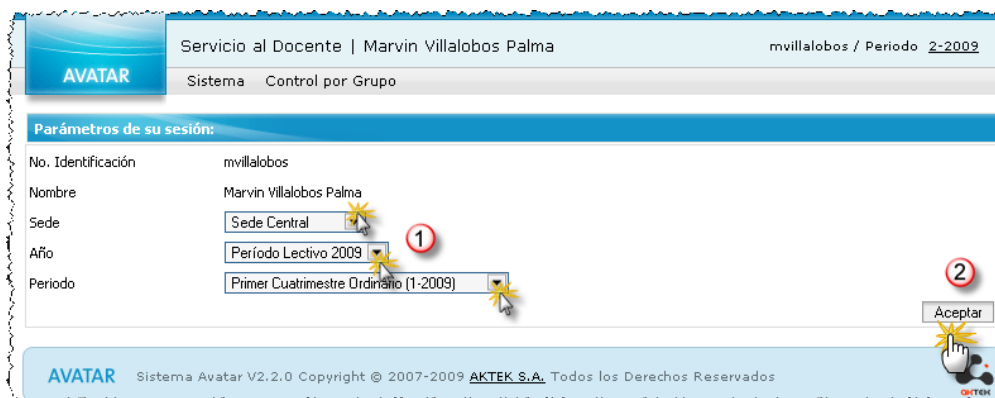 Servicio al Docente | Marvin Villalobos Palma
mvillalobos / Periodo 2-2009
AVATAR
Sistema Control por Grupo
Parámetros de su sesión:
No. Identificación mvillalobos
Nombre Marvin Villalobos Palma
Sede Sede Central
Año Período Lectivo 2009
1
Periodo Primer Cuatrimestre Ordinario (1-2009)
2
Aceptar
AVATAR Sistema Avatar V2.2.0 Copyright © 2007-2009 AKTEK S.A. Todos los Derechos Reservados
AKTEK